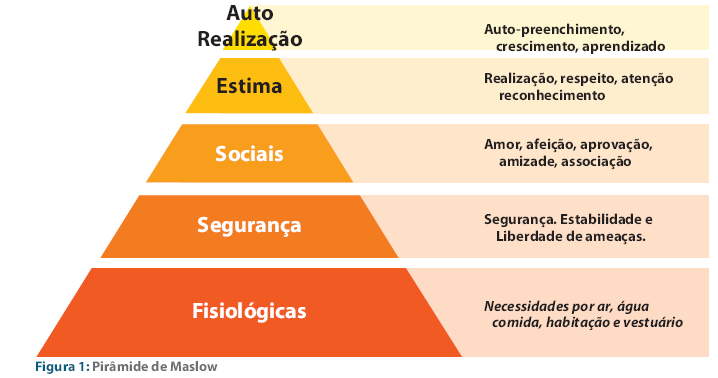 Auto
Realização
Auto-preenchimento,
crescimento, aprendizado
Estima
Realização, respeito, atenção
reconhecimento
Sociais
Amor, afeição, aprovação,
amizade, associação
Segurança
Segurança. Estabilidade e
Liberdade de ameaças.
Fisiológicas
Necessidades por ar, água
comida, habitação e vestuário
Figura 1: Pirâmide de Maslow